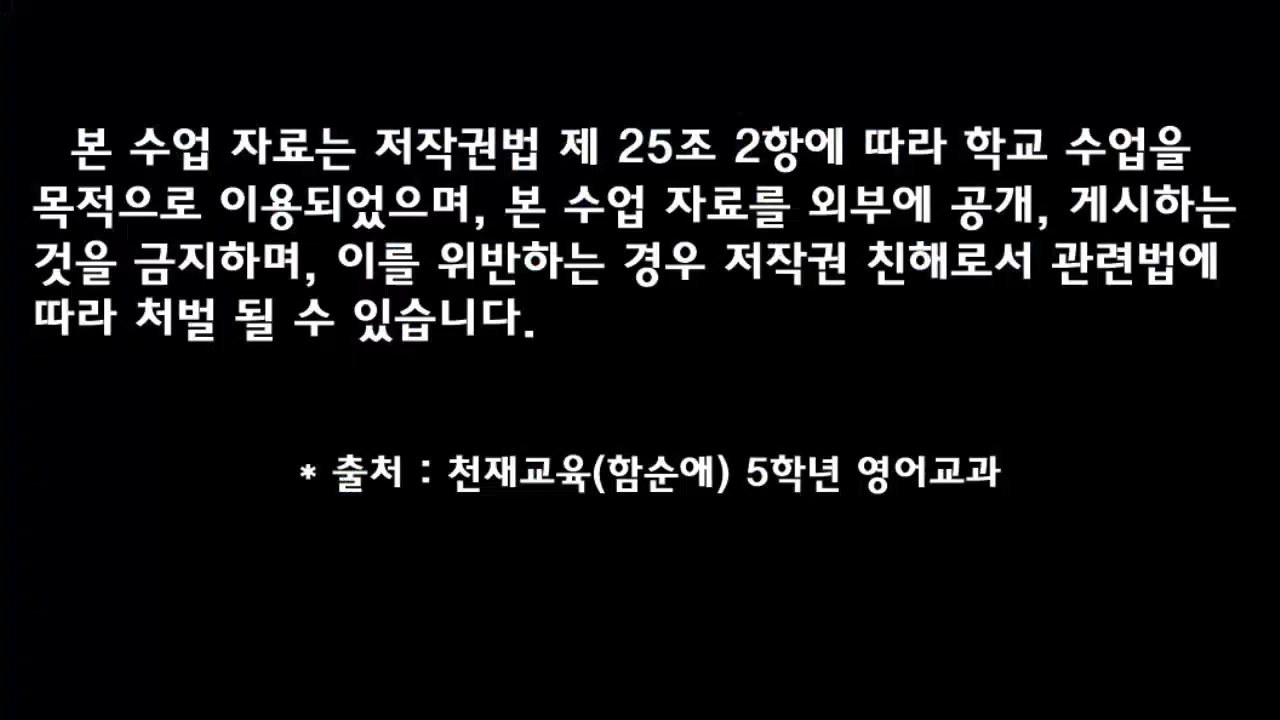 본 수업 자료는 저작권법 제 25조 2항에 따라 학교 수업을
목적으로 이용되었으며, 본 수업 자료를 외부에 공개, 게시하는
것을 금지하며, 이를 위반하는 경우 저작권 친해로서 관련법에
따라 처벌 될 수 있습니다.
* 출처 : 천재교육(함순애) 5학년 영어교과